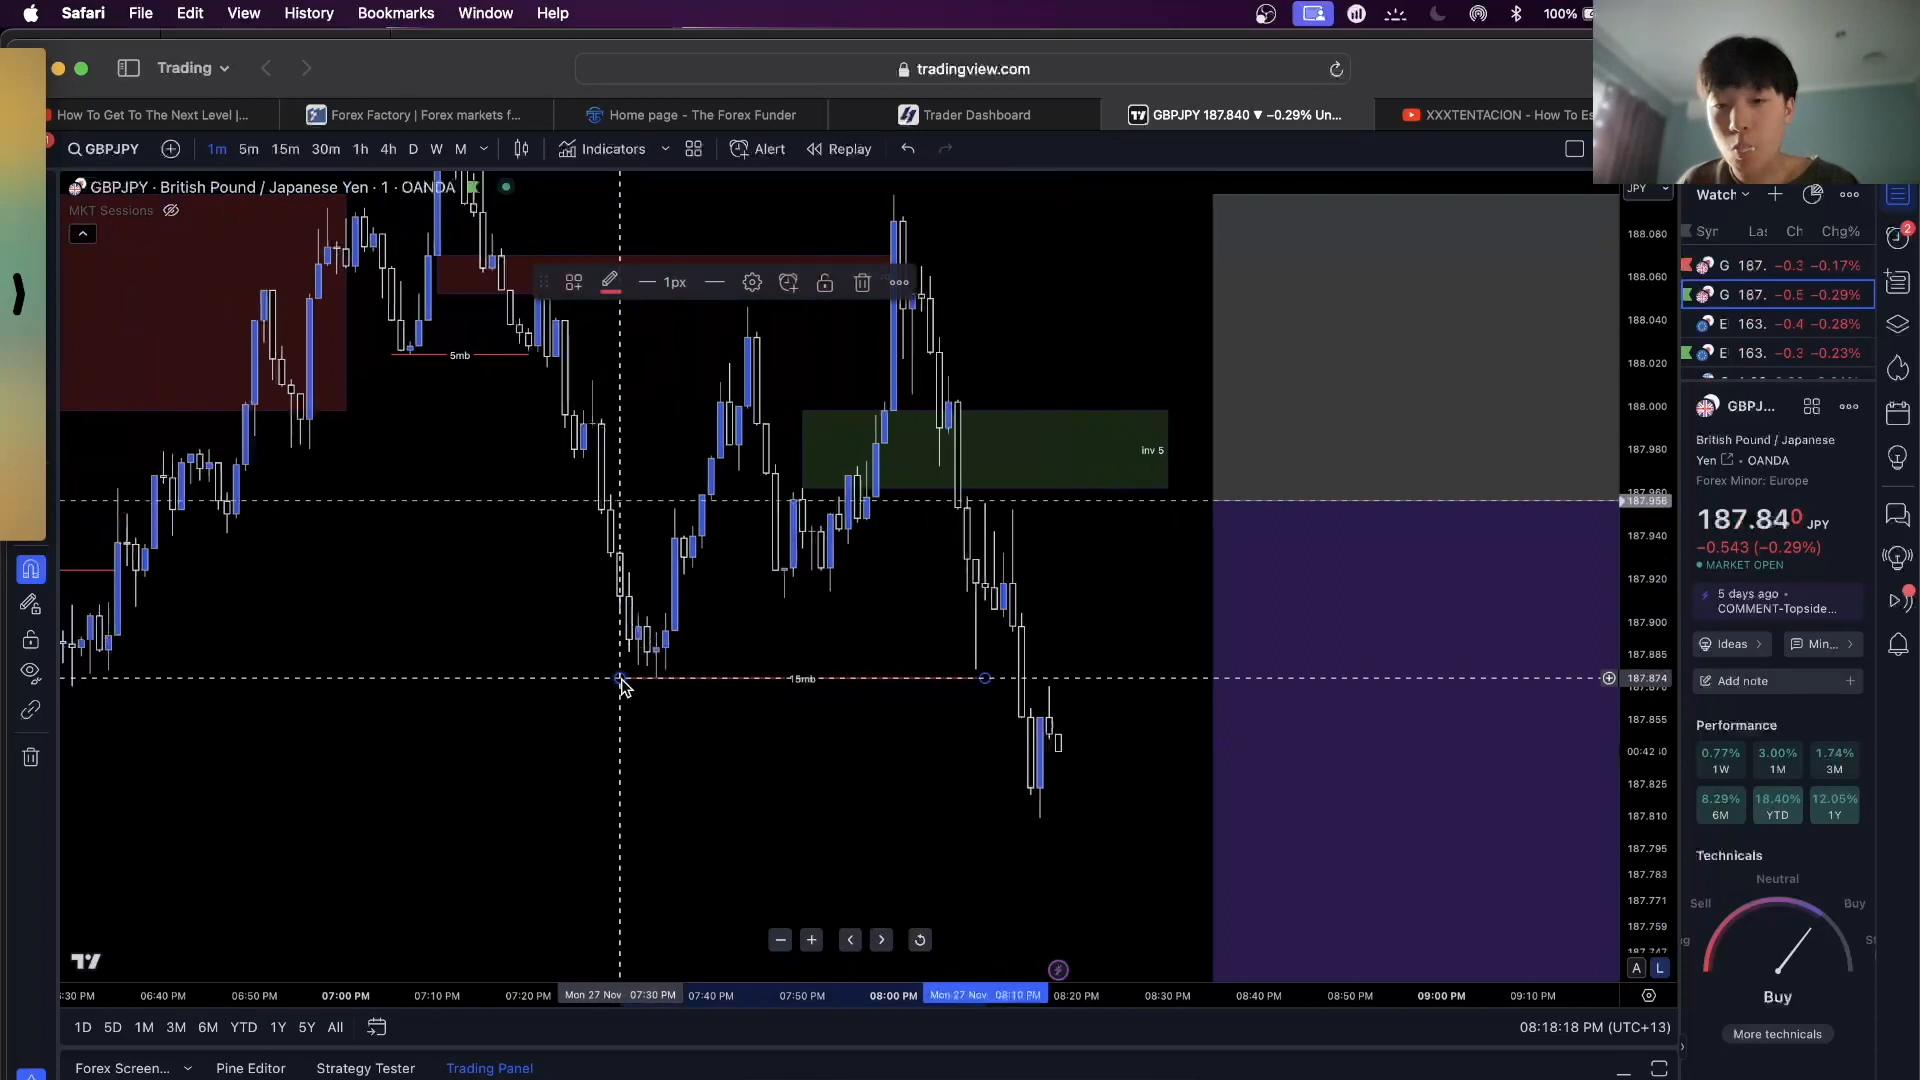 Safari File Edit View History Bookmarks Window Help
100%
Trading
tradingview.com
How To Get To The Next Level |...
Forex Factory | Forex markets f...
Home page - The Forex Funder
Trader Dashboard
GBPJPY 187.840 ▼ −0.29% Un...
XXXTENTACION - How To Es
GBPJPY
1m 5m 15m 30m 1h 4h D W M
Indicators
Alert
Replay
GBPJPY · British Pound / Japanese Yen · 1 · OANDA
MKT Sessions
1px
5mb
inv 5
15mb
JPY
188.080
188.060
188.040
188.020
188.000
187.980
187.956
187.940
187.920
187.900
187.885
187.874
187.855
187.825
187.810
187.795
187.783
187.771
187.759
A L
:30 PM
06:40 PM
06:50 PM
07:00 PM
07:10 PM
07:20 PM
Mon 27 Nov 07:30 PM
07:40 PM
07:50 PM
08:00 PM
Mon 27 Nov 08:10 PM
08:20 PM
08:30 PM
08:40 PM
08:50 PM
09:00 PM
09:10 PM
1D 5D 1M 3M 6M YTD 1Y 5Y All
08:18:18 PM (UTC+13)
Forex Screen...
Pine Editor
Strategy Tester
Trading Panel
Watch
Syn Las Ch Chg%
G 187. −0.3 −0.17%
G 187. −0.5 −0.29%
E 163. −0.4 −0.28%
E 163. −0.3 −0.23%
2
GBPJ...
British Pound / Japanese
Yen • OANDA
Forex Minor: Europe
187.840 JPY
−0.543 (−0.29%)
MARKET OPEN
5 days ago •
COMMENT-Topside...
Ideas
Min...
Add note
Performance
0.77% 3.00% 1.74%
1W 1M 3M
8.29% 18.40% 12.05%
6M YTD 1Y
Technicals
Neutral
Sell Buy
Buy
More technicals